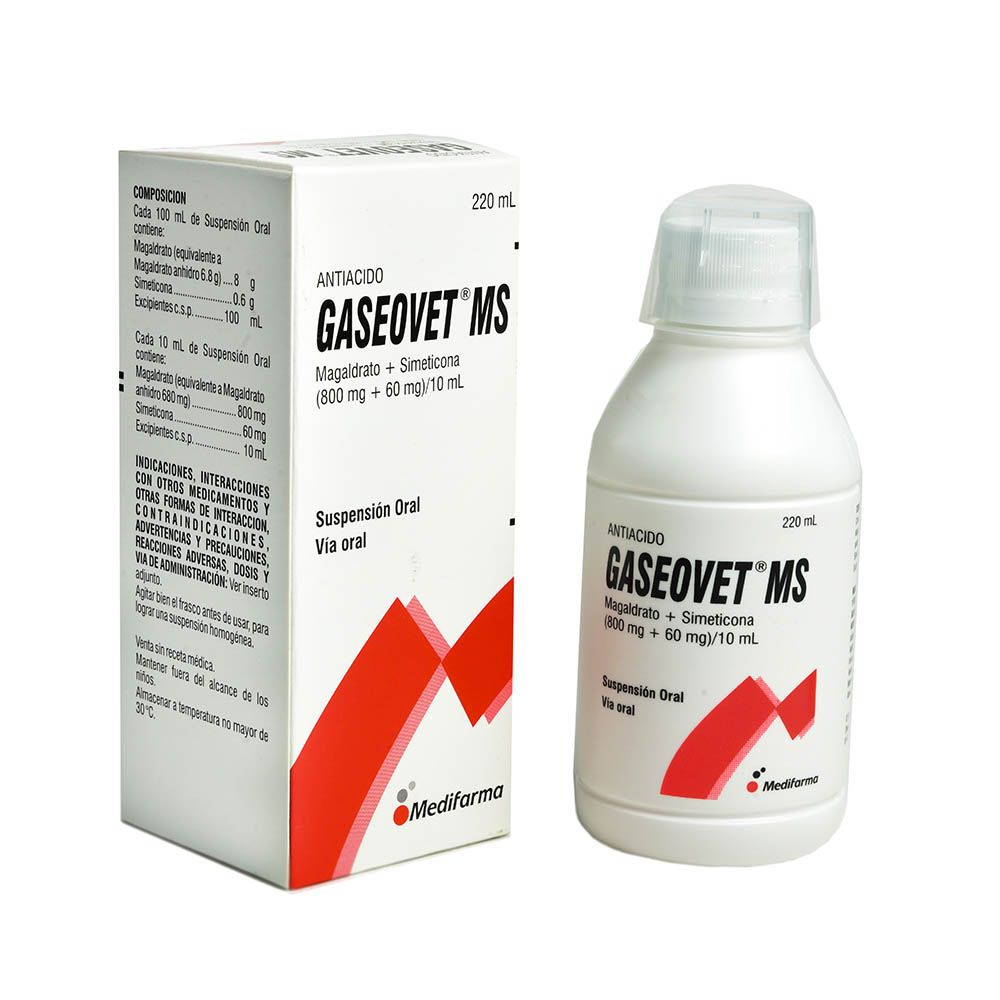 ANTIACIDO
GASEOVET MS
COMPOSICION
Cada 100 mL de Suspensión Oral
contiene:
Magaldrato (equivalente a
Magaldrato anhidro 6.8 g) .... 8 g
Simeticona .................. 0.6 g
Excipientes c.s.p. .............. 100 mL
Cada 10 mL de Suspensión Oral
contiene:
Magaldrato (equivalente a Magaldrato
anhidro 680 mg) ............ 800 mg
Simeticona .................. 60 mg
Excipientes c.s.p. .............. 10 mL
INDICACIONES, INTERACCIONES
CON OTROS MEDICAMENTOS Y
OTRAS FORMAS DE INTERACCION,
CONTRAINDICACIONES,
ADVERTENCIAS Y PRECAUCIONES,
REACCIONES ADVERSAS, DOSIS Y
VIA DE ADMINISTRACIÓN: Ver inserto
adjunto.
Agitar bien el frasco antes de usar, para
lograr una suspensión homogénea.
Venta sin receta médica.
Mantener fuera del alcance de los
niños.
Almacenar a temperatura no mayor de
30 °C.
220 mL
ANTIACIDO
GASEOVET® MS
Magaldrato + Simeticona
(800 mg + 60 mg)/10 mL
Suspensión Oral
Vía oral
Medifarma
220 mL
ANTIACIDO
GASEOVET® MS
Magaldrato + Simeticona
(800 mg + 60 mg)/10 mL
Suspensión Oral
Vía oral
Medifarma